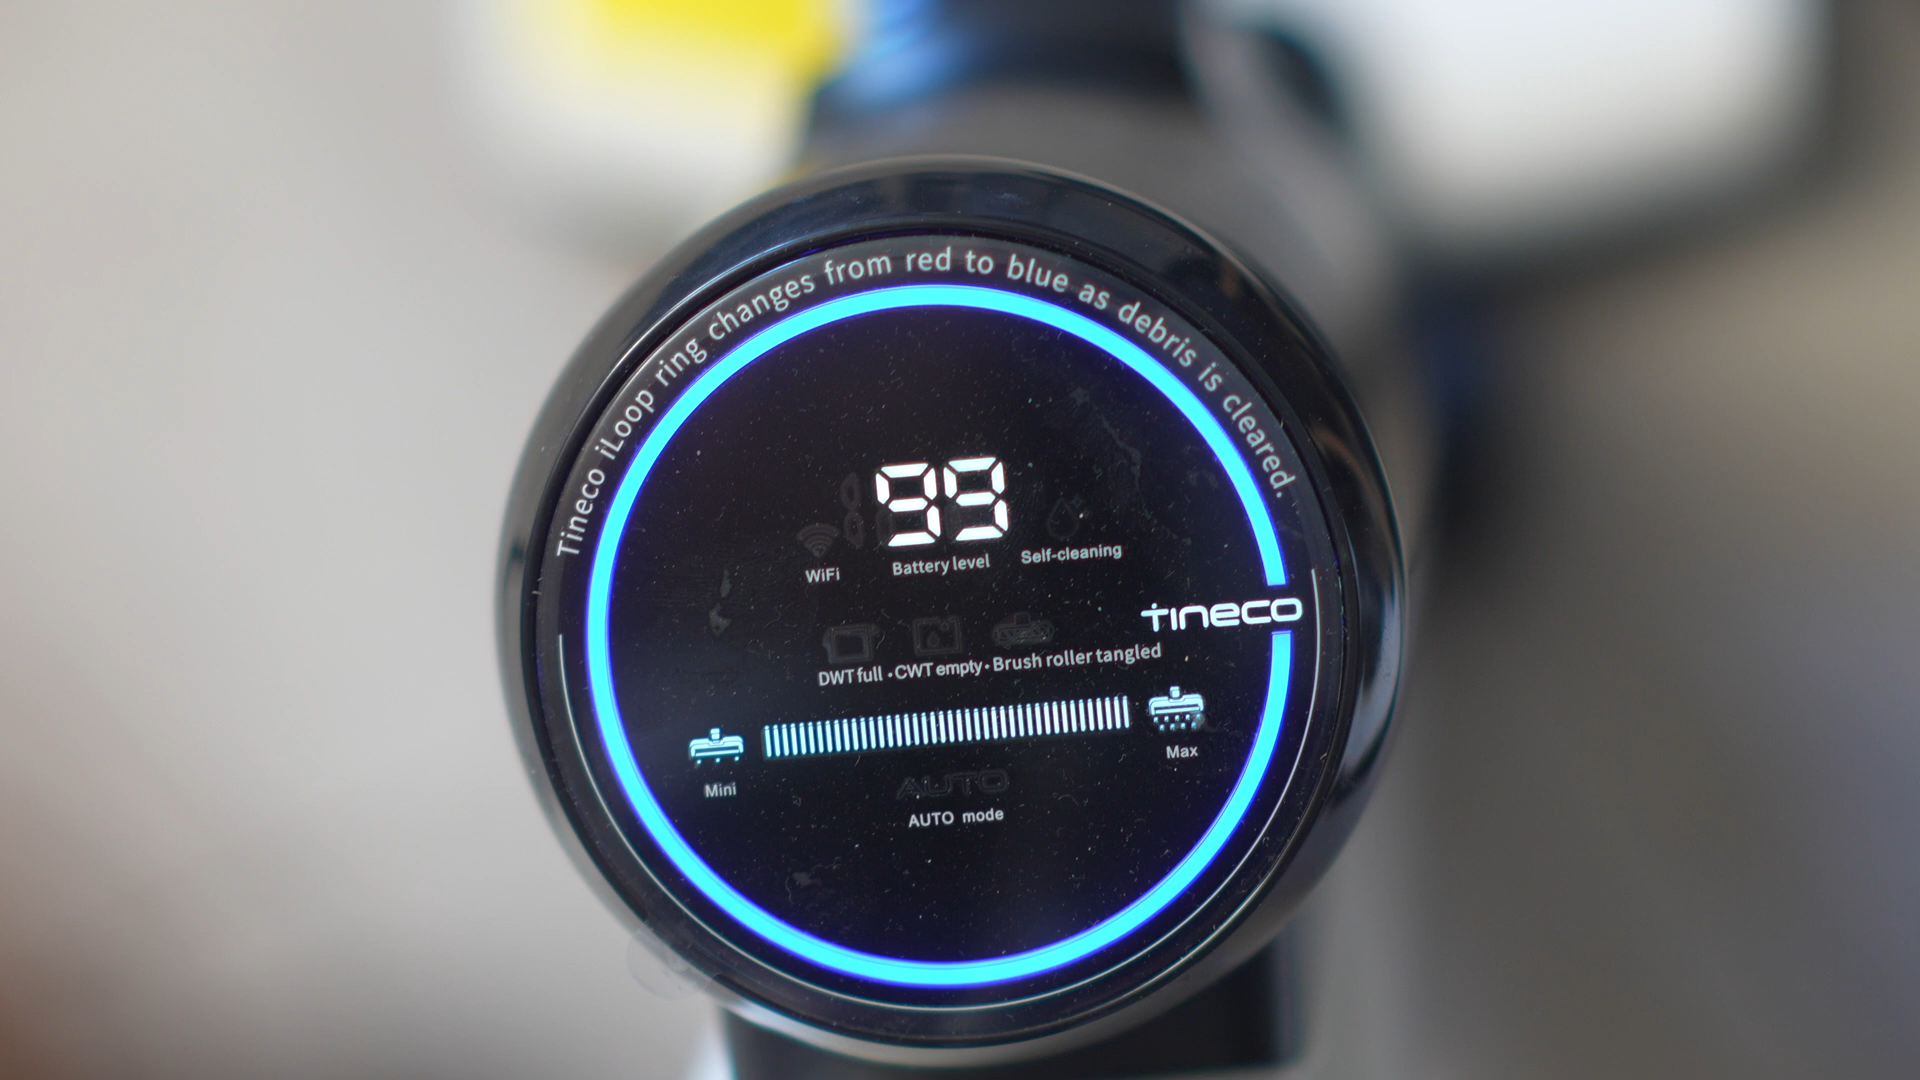 Tineco iLoop ring changes from red to blue as debris is cleared.
99
WiFi
Battery level
Self-cleaning
TINECO
DWT full • CWT empty • Brush roller tangled
Mini
Max
AUTO
AUTO mode